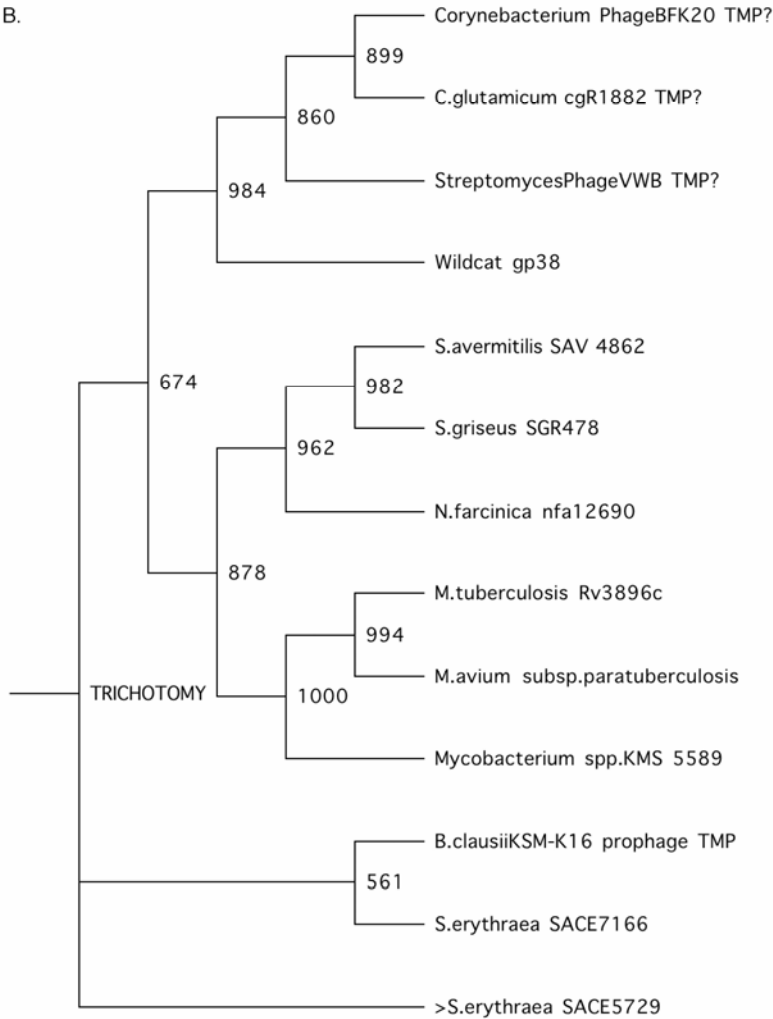 B.
Corynebacterium PhageBFK20 TMP?
899
C.glutamicum cgR1882 TMP?
860
StreptomycesPhageVWB TMP?
984
Wildcat gp38
S.avermitilis SAV 4862
674
982
S.griseus SGR478
962
N.farcinica nfa12690
878
M.tuberculosis Rv3896c
994
M.avium subsp.paratuberculosis
TRICHOTOMY
1000
Mycobacterium spp.KMS 5589
B.clausiiKSM-K16 prophage TMP
561
S.erythraea SACE7166
>S.erythraea SACE5729